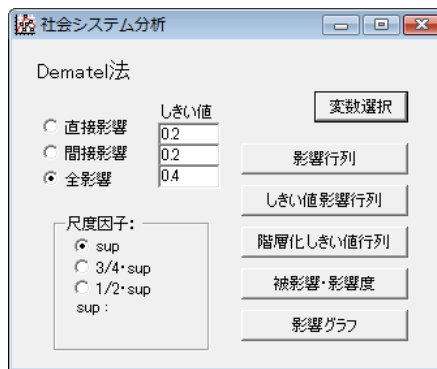 社会システム分析
Dematel法
しきい値
変数選択
直接影響 0.2
間接影響 0.2
全影響 0.4
影響行列
しきい値影響行列
階層化しきい値行列
被影響・影響度
影響グラフ
尺度因子:
sup
3/4・sup
1/2・sup
sup :